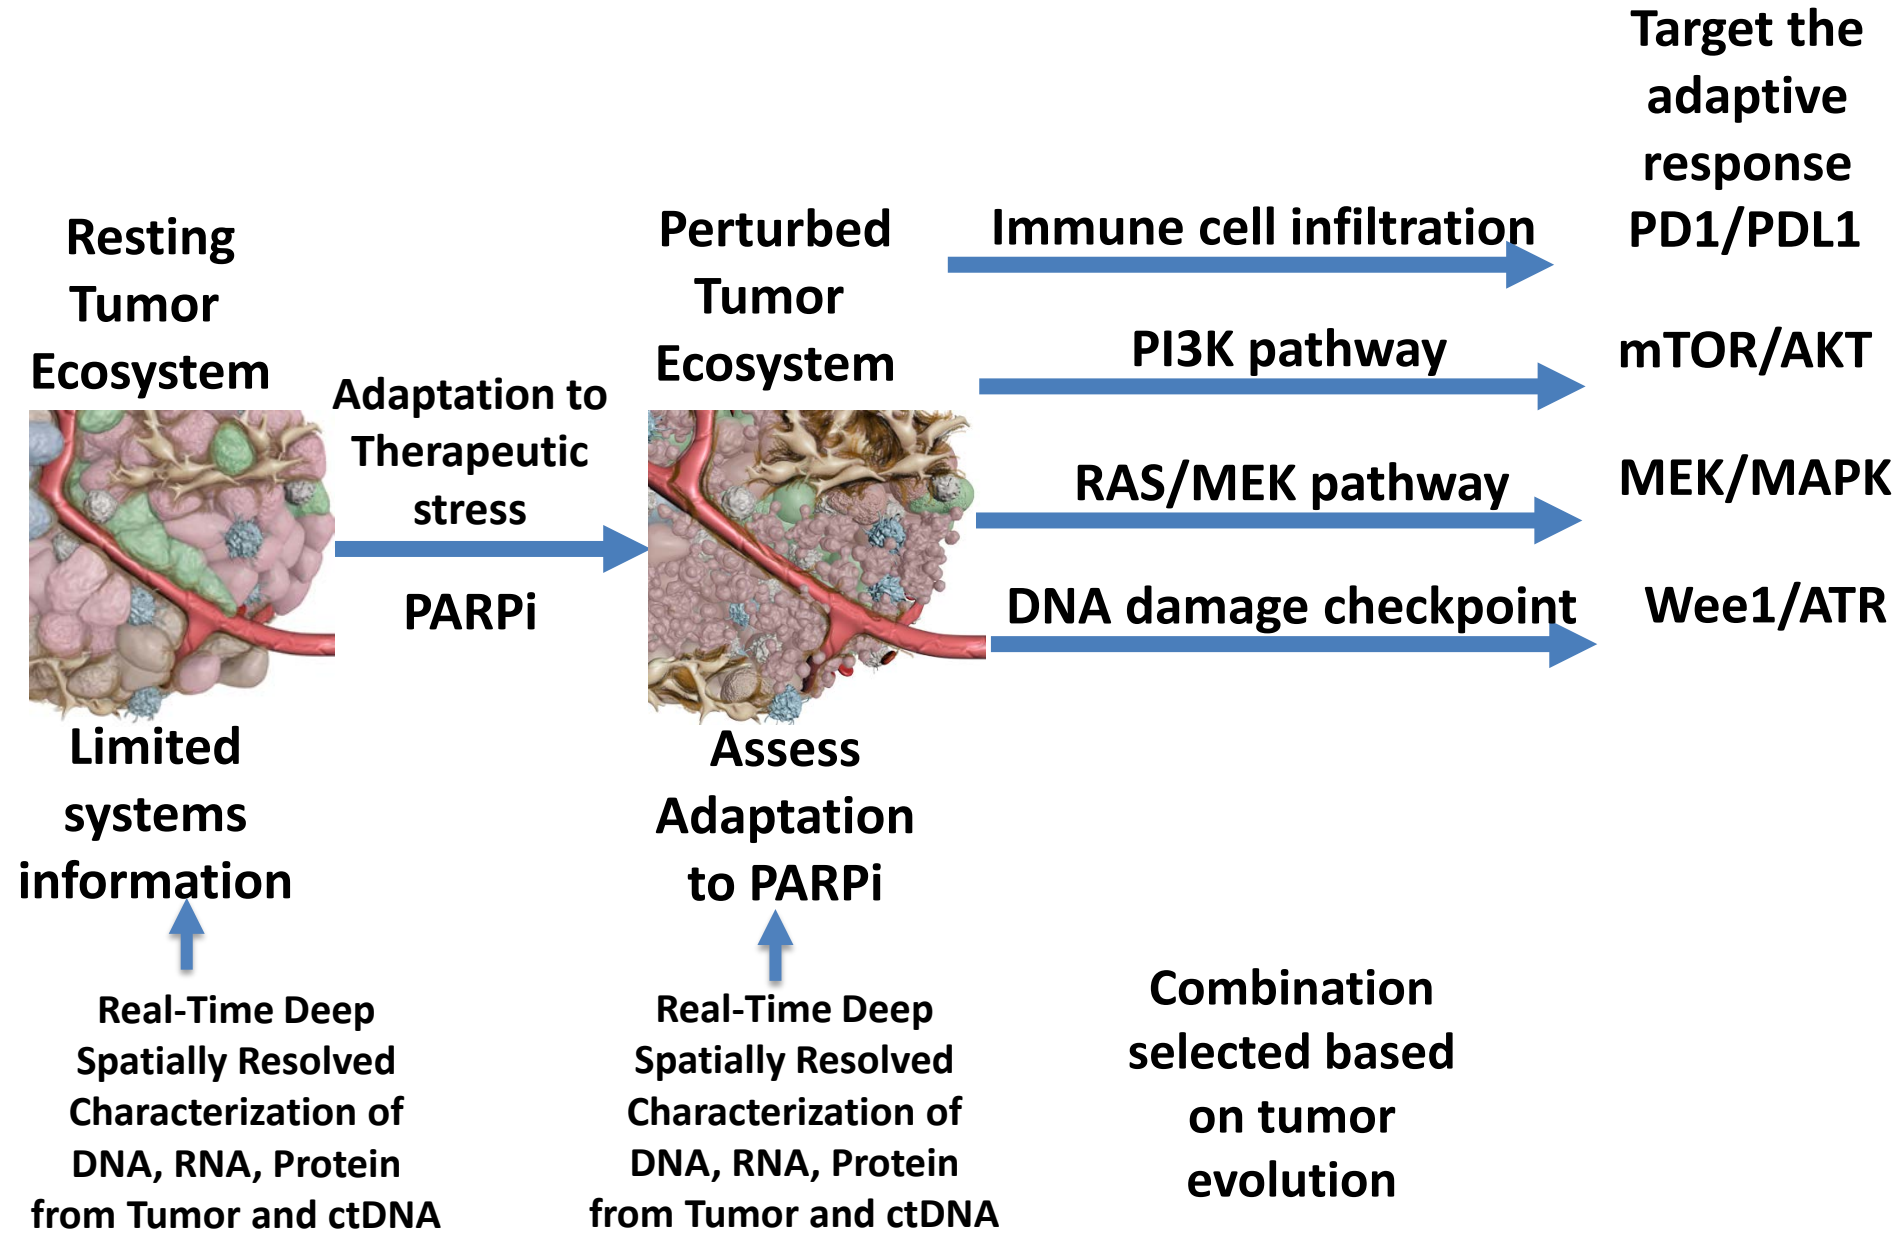 Resting
Tumor
Ecosystem
Limited
systems
information
Real-Time Deep
Spatially Resolved
Characterization of
DNA, RNA, Protein
from Tumor and ctDNA
Adaptation to
Therapeutic
stress
PARPi
Perturbed
Tumor
Ecosystem
Assess
Adaptation
to PARPi
Real-Time Deep
Spatially Resolved
Characterization of
DNA, RNA, Protein
from Tumor and ctDNA
Immune cell infiltration
PI3K pathway
RAS/MEK pathway
DNA damage checkpoint
Target the
adaptive
response
PD1/PDL1
mTOR/AKT
MEK/MAPK
Wee1/ATR
Combination
selected based
on tumor
evolution